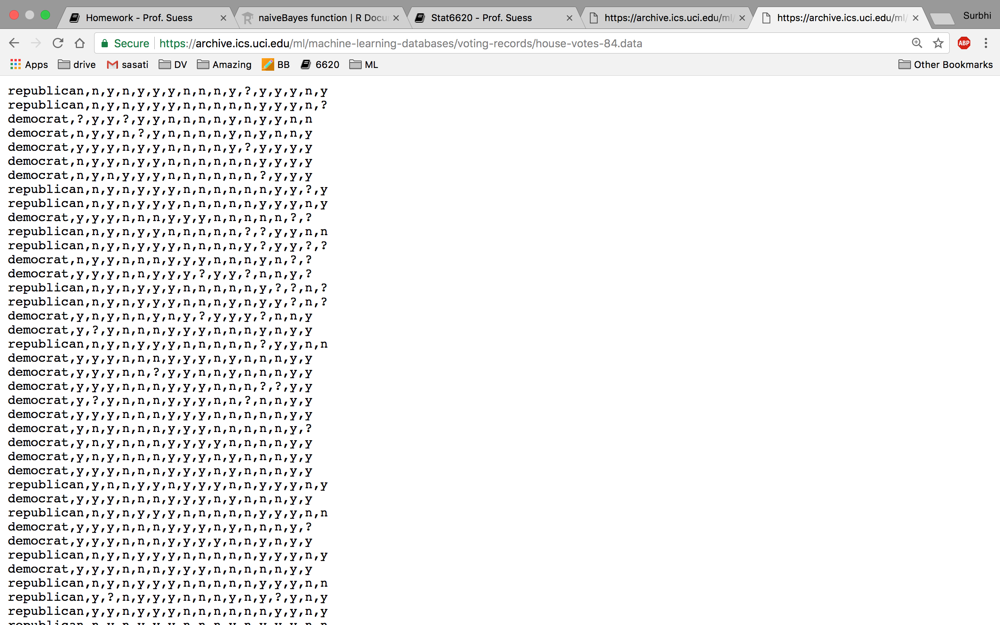 Homework - Prof. Suess
naiveBayes function | R Docu
Stat6620 - Prof. Suess
https://archive.ics.uci.edu/ml/
https://archive.ics.uci.edu/ml/
Surbhi
Secure https://archive.ics.uci.edu/ml/machine-learning-databases/voting-records/house-votes-84.data
ABP
Apps drive sasati DV Amazing BB 6620 ML Other Bookmarks
republican,n,y,n,y,y,y,n,n,n,y,?,y,y,y,n,y
republican,n,y,n,y,y,y,n,n,n,n,n,y,y,y,n,?
democrat,?,y,y,?,y,y,n,n,n,n,y,n,y,y,n,n
democrat,n,y,y,n,?,y,n,n,n,n,y,n,y,n,n,y
democrat,y,y,y,n,y,y,n,n,n,n,y,?,y,y,y,y
democrat,n,y,y,n,y,y,n,n,n,n,n,n,y,y,y,y
democrat,n,y,n,y,y,y,n,n,n,n,n,n,?,y,y,y
republican,n,y,n,y,y,y,n,n,n,n,n,n,y,y,?,y
republican,n,y,n,y,y,y,n,n,n,n,n,y,y,y,n,y
democrat,y,y,y,n,n,n,y,y,y,n,n,n,n,n,?,?
republican,n,y,n,y,y,n,n,n,n,n,?,?,y,y,n,n
republican,n,y,n,y,y,y,n,n,n,n,y,?,y,y,?,?
democrat,n,y,y,n,n,n,y,y,y,n,n,n,y,n,?,?
democrat,y,y,y,n,n,y,y,y,?,y,y,?,n,n,y,?
republican,n,y,n,y,y,y,n,n,n,n,n,y,?,?,n,?
republican,n,y,n,y,y,y,n,n,n,y,n,y,y,?,n,?
democrat,y,n,y,n,n,y,n,y,?,y,y,y,?,n,n,y
democrat,y,?,y,n,n,n,y,y,y,n,n,n,y,n,y,y
republican,n,y,n,y,y,y,n,n,n,n,n,?,y,y,n,n
democrat,y,y,y,n,n,n,y,y,y,n,y,n,n,n,y,y
democrat,y,y,y,n,n,?,y,y,n,n,y,n,n,n,y,y
democrat,y,y,y,n,n,n,y,y,y,n,n,n,?,?,y,y
democrat,y,?,y,n,n,n,y,y,y,n,n,?,n,n,y,y
democrat,y,y,y,n,n,n,y,y,y,n,n,n,n,n,y,y
democrat,y,n,y,n,n,n,y,y,y,n,n,n,n,n,y,?
democrat,y,n,y,n,n,n,y,y,y,y,n,n,n,n,y,y
democrat,y,n,y,n,n,n,y,y,y,n,y,n,n,n,y,y
democrat,y,y,y,n,n,n,y,y,y,n,y,n,n,n,y,y
republican,y,n,n,y,y,n,y,y,y,n,n,y,y,y,n,y
democrat,y,y,y,n,n,n,y,y,y,n,y,n,n,n,y,y
republican,n,y,n,y,y,y,n,n,n,n,n,y,y,y,n,n
democrat,y,y,y,n,n,n,y,y,y,n,y,n,n,n,y,?
democrat,y,y,y,n,n,n,y,y,y,y,n,n,y,n,y,y
republican,n,y,n,y,y,y,n,n,n,n,n,y,y,y,n,y
democrat,y,y,y,n,n,n,y,y,y,n,n,n,n,n,y,y
republican,n,y,n,y,y,y,n,n,n,n,n,y,y,y,n,n
republican,y,?,n,y,y,y,n,n,n,y,n,y,?,y,n,y
republican,y,y,n,y,y,y,n,n,n,n,n,n,y,y,n,y
republican,n,y,n,y,y,y,n,n,n,y,n,y,y,y,n,n